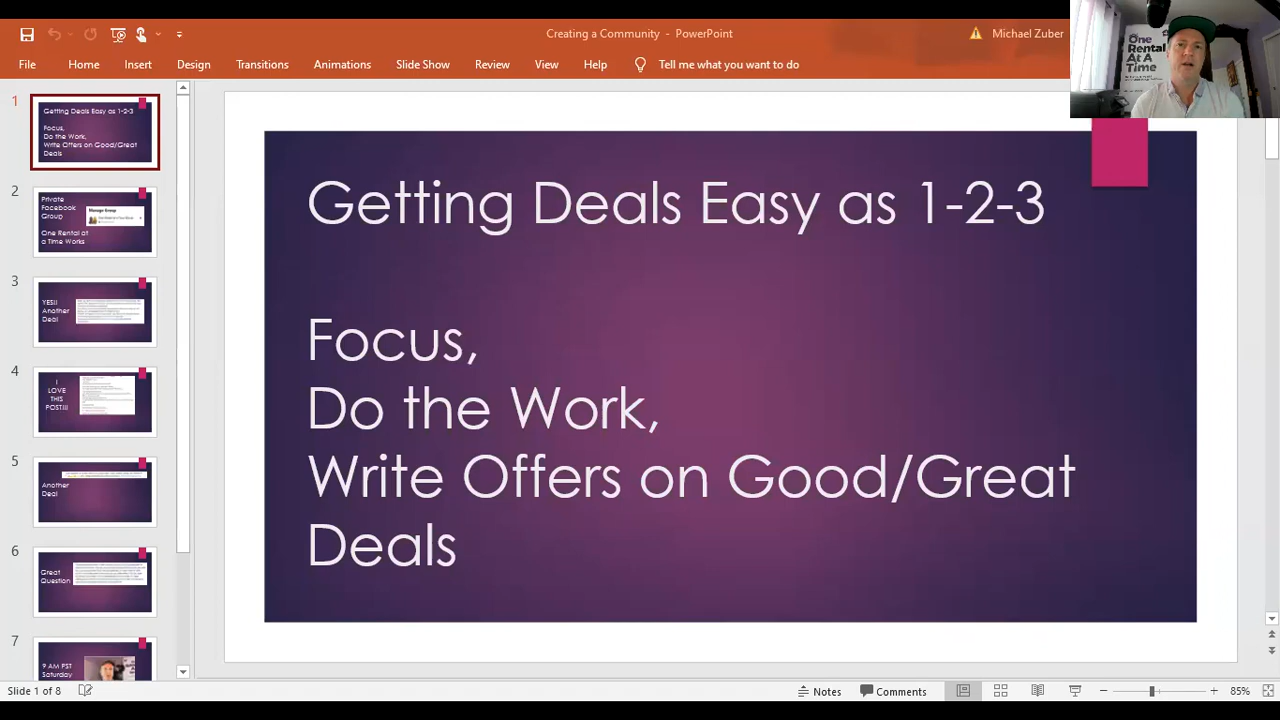 Creating a Community - PowerPoint
Michael Zuber
File Home Insert Design Transitions Animations Slide Show Review View Help Tell me what you want to do
One
Rental
At A
Time
1
Getting Deals Easy as 1-2-3
Focus,
Do the Work,
Write Offers on Good/Great
Deals
2
Private
Facebook
Group
Manage Group
One Rental at
a Time Works
3
YES!!
Another
Deal
4
I
LOVE
THIS
POST!!!
5
Another
Deal
6
Great
Question
7
9 AM PST
Saturday
Getting Deals Easy as 1-2-3
Focus,
Do the Work,
Write Offers on Good/Great
Deals
Slide 1 of 8
Notes Comments 85%